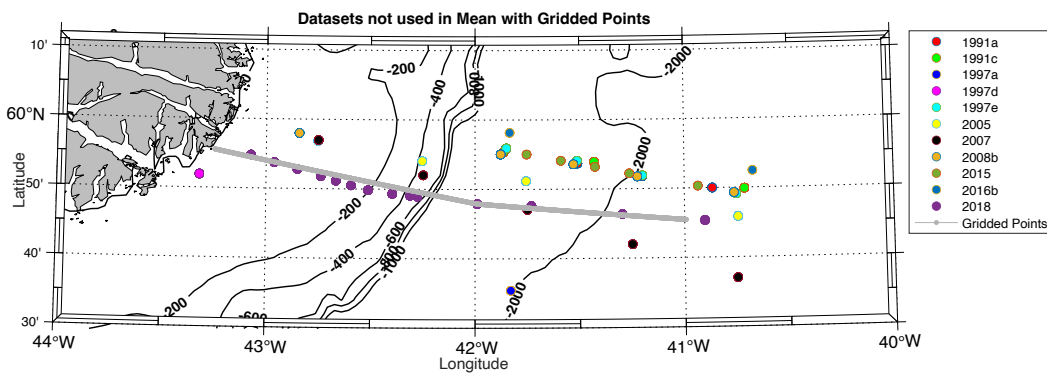 Datasets not used in Mean with Gridded Points
10'
60°N
50'
40'
30'
Latitude
44°W
43°W
42°W
41°W
40°W
Longitude
-200
-400
-800
-1000
-2000
2000
-200
-600
-400
-800
-1000
-200
-600
-2000
1991a
1991c
1997a
1997d
1997e
2005
2007
2008b
2015
2016b
2018
Gridded Points